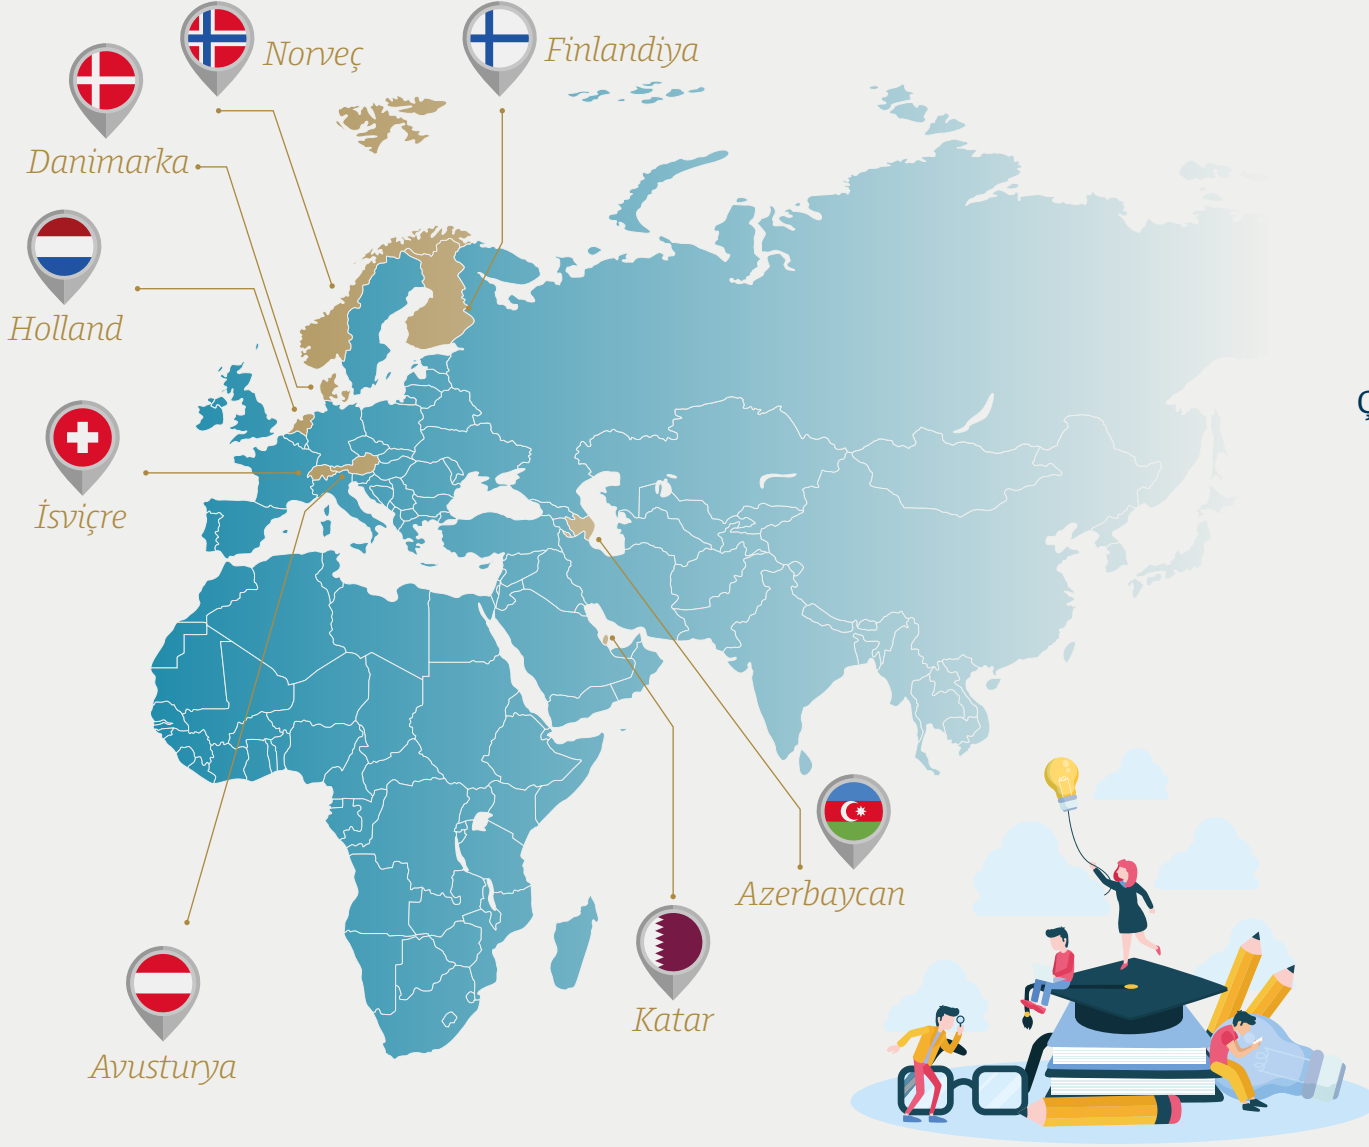 Norveç
Finlandiya
Danimarka
Holland
İsviçre
Azerbaycan
Katar
Avusturya